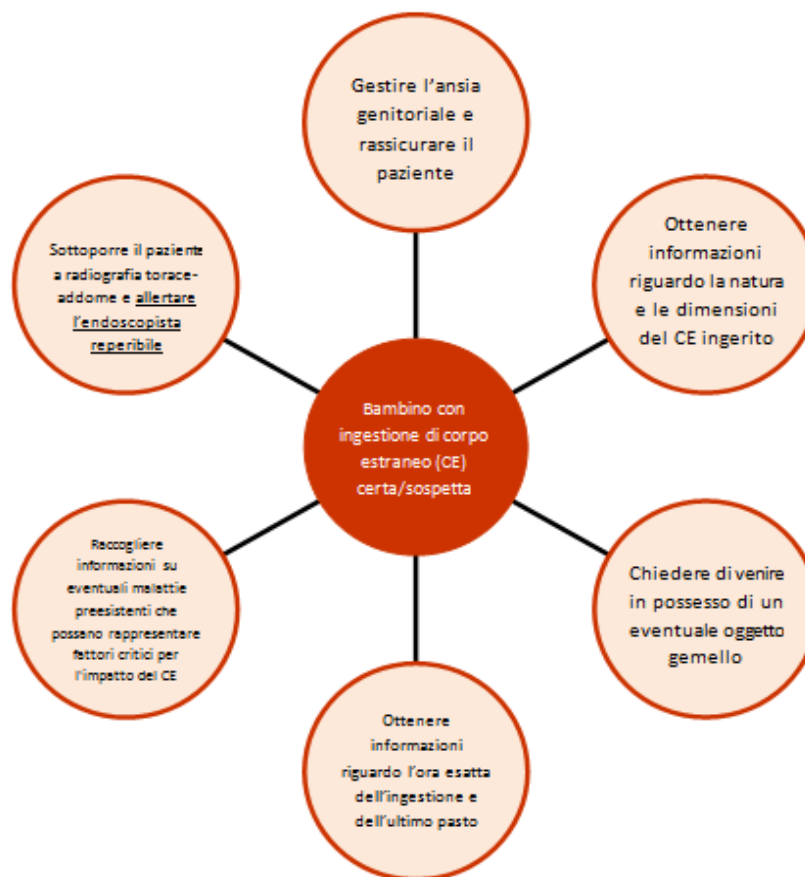 Gestire l'ansia
genitoriale e
rassicurare il
paziente
Ottenere
informazioni
riguardo la natura
e le dimensioni
del CE ingerito
Chiedere di venire
in possesso di un
eventuale oggetto
gemello
Ottenere
informazioni
riguardo l'ora esatta
dell'ingestione e
dell'ultimo pasto
Raccogliere
informazioni su
eventuali malattie
preesistenti che
possano rappresentare
fattori critici per
l'impatto del CE
Sottoporre il paziente
a radiografia torace-
addome e allertare
l'endoscopista
reperibile
Bambino con
ingestione di corpo
estraneo (CE)
certa/sospetta